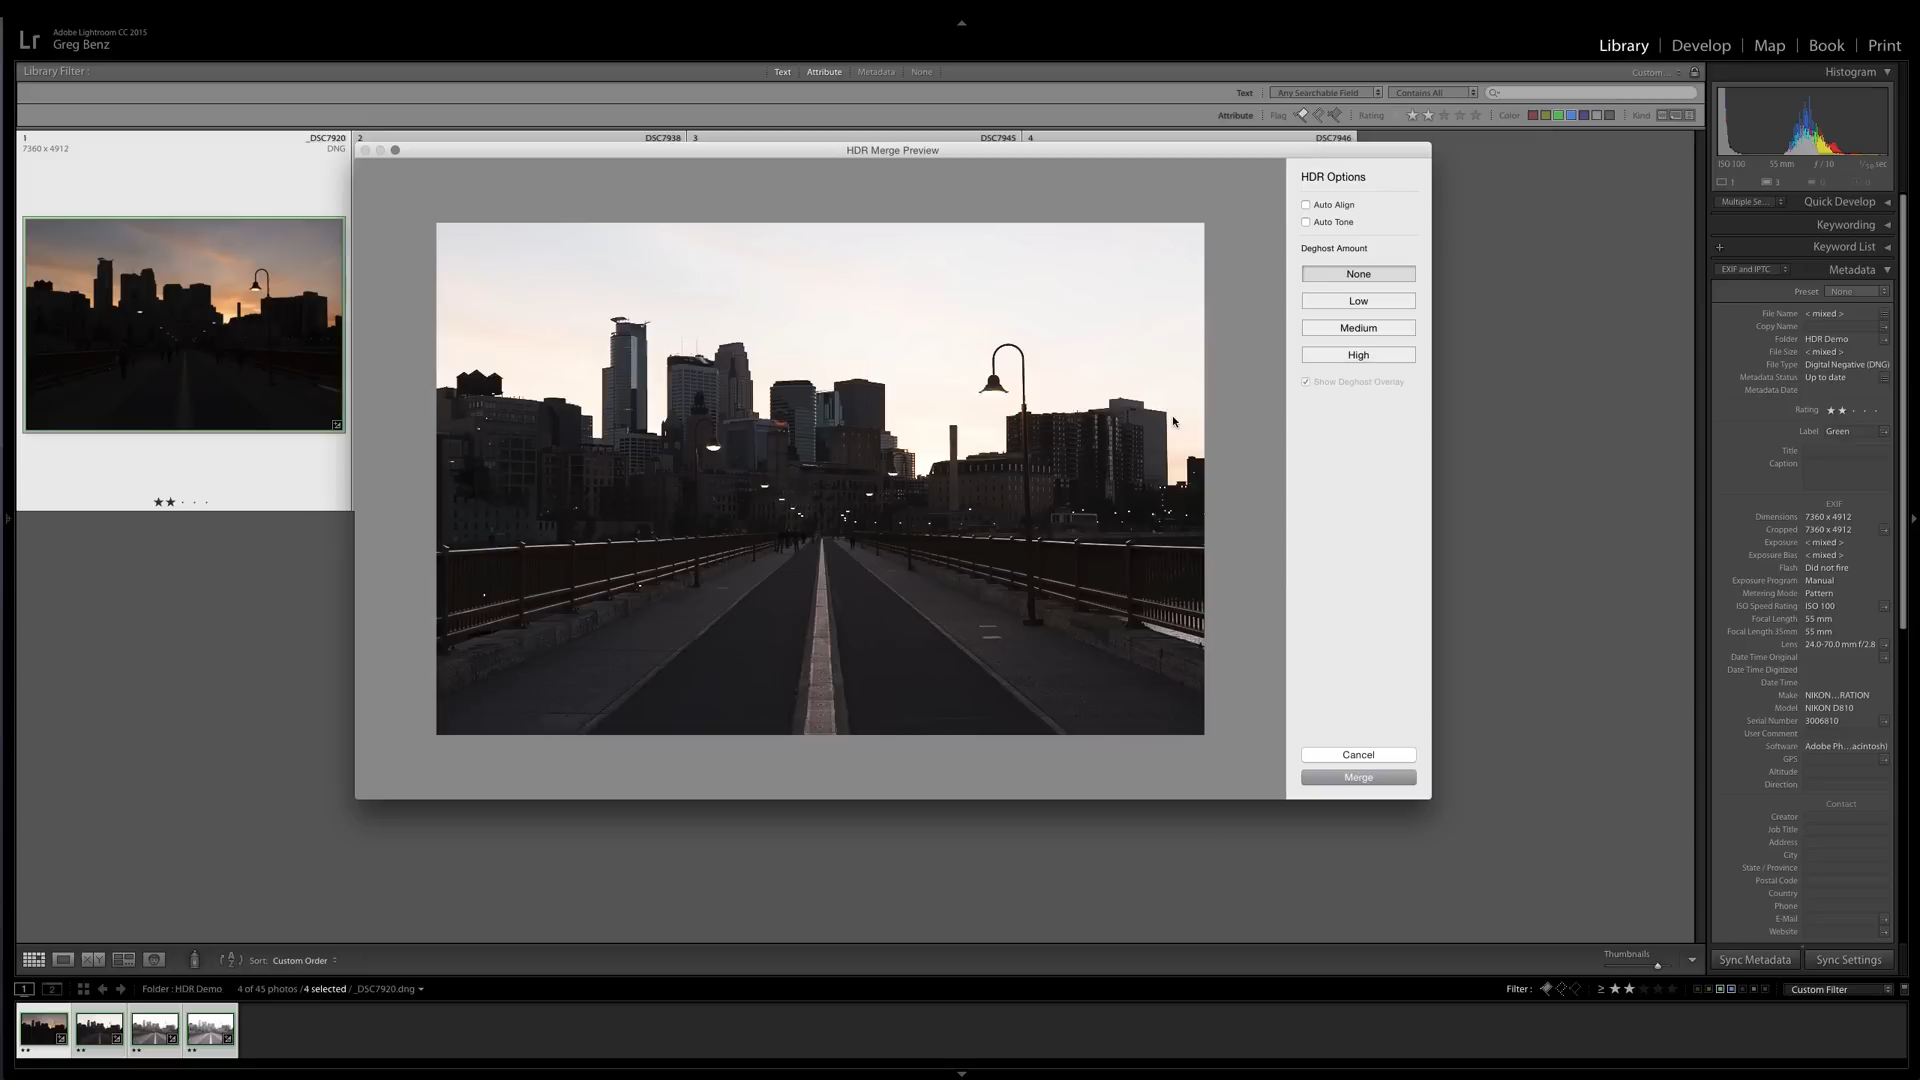 Lr
Adobe Lightroom CC 2015
Greg Benz
Library | Develop | Map | Book | Print
Library Filter :
Text Attribute Metadata None
Custom...
Histogram
Text Any Searchable Field Contains All
Attribute Flag Rating Color Kind
1 _DSC7920
7360 x 4912 DNG
2 DSC7938
3 DSC7945
4 DSC7946
HDR Merge Preview
HDR Options
Auto Align
Auto Tone
Deghost Amount
None
Low
Medium
High
Show Deghost Overlay
Cancel
Merge
ISO 100 55 mm f / 10 sec
1 3 0
Multiple Se... Quick Develop
Keywording
+ Keyword List
EXIF and IPTC Metadata
Preset None
File Name < mixed >
Copy Name
Folder HDR Demo
File Size < mixed >
File Type Digital Negative (DNG)
Metadata Status Up to date
Metadata Date
Rating ★ ★ · · ·
Label Green
Title
Caption
EXIF
Dimensions 7360 x 4912
Cropped 7360 x 4912
Exposure < mixed >
Exposure Bias < mixed >
Flash Did not fire
Exposure Program Manual
Metering Mode Pattern
ISO Speed Rating ISO 100
Focal Length 55 mm
Focal Length 35mm 55 mm
Lens 24.0-70.0 mm f/2.8
Date Time Original
Date Time Digitized
Date Time
Make NIKON...RATION
Model NIKON D810
Serial Number 3006810
User Comment
Software Adobe Ph...acintosh)
GPS
Altitude
Direction
Contact
Creator
Job Title
Address
City
State / Province
Postal Code
Country
Phone
E-Mail
Website
Sort: Custom Order
Thumbnails
Sync Metadata Sync Settings
1 2 Folder : HDR Demo 4 of 45 photos / 4 selected / _DSC7920.dng
Filter : ≥ ★ ★ Custom Filter